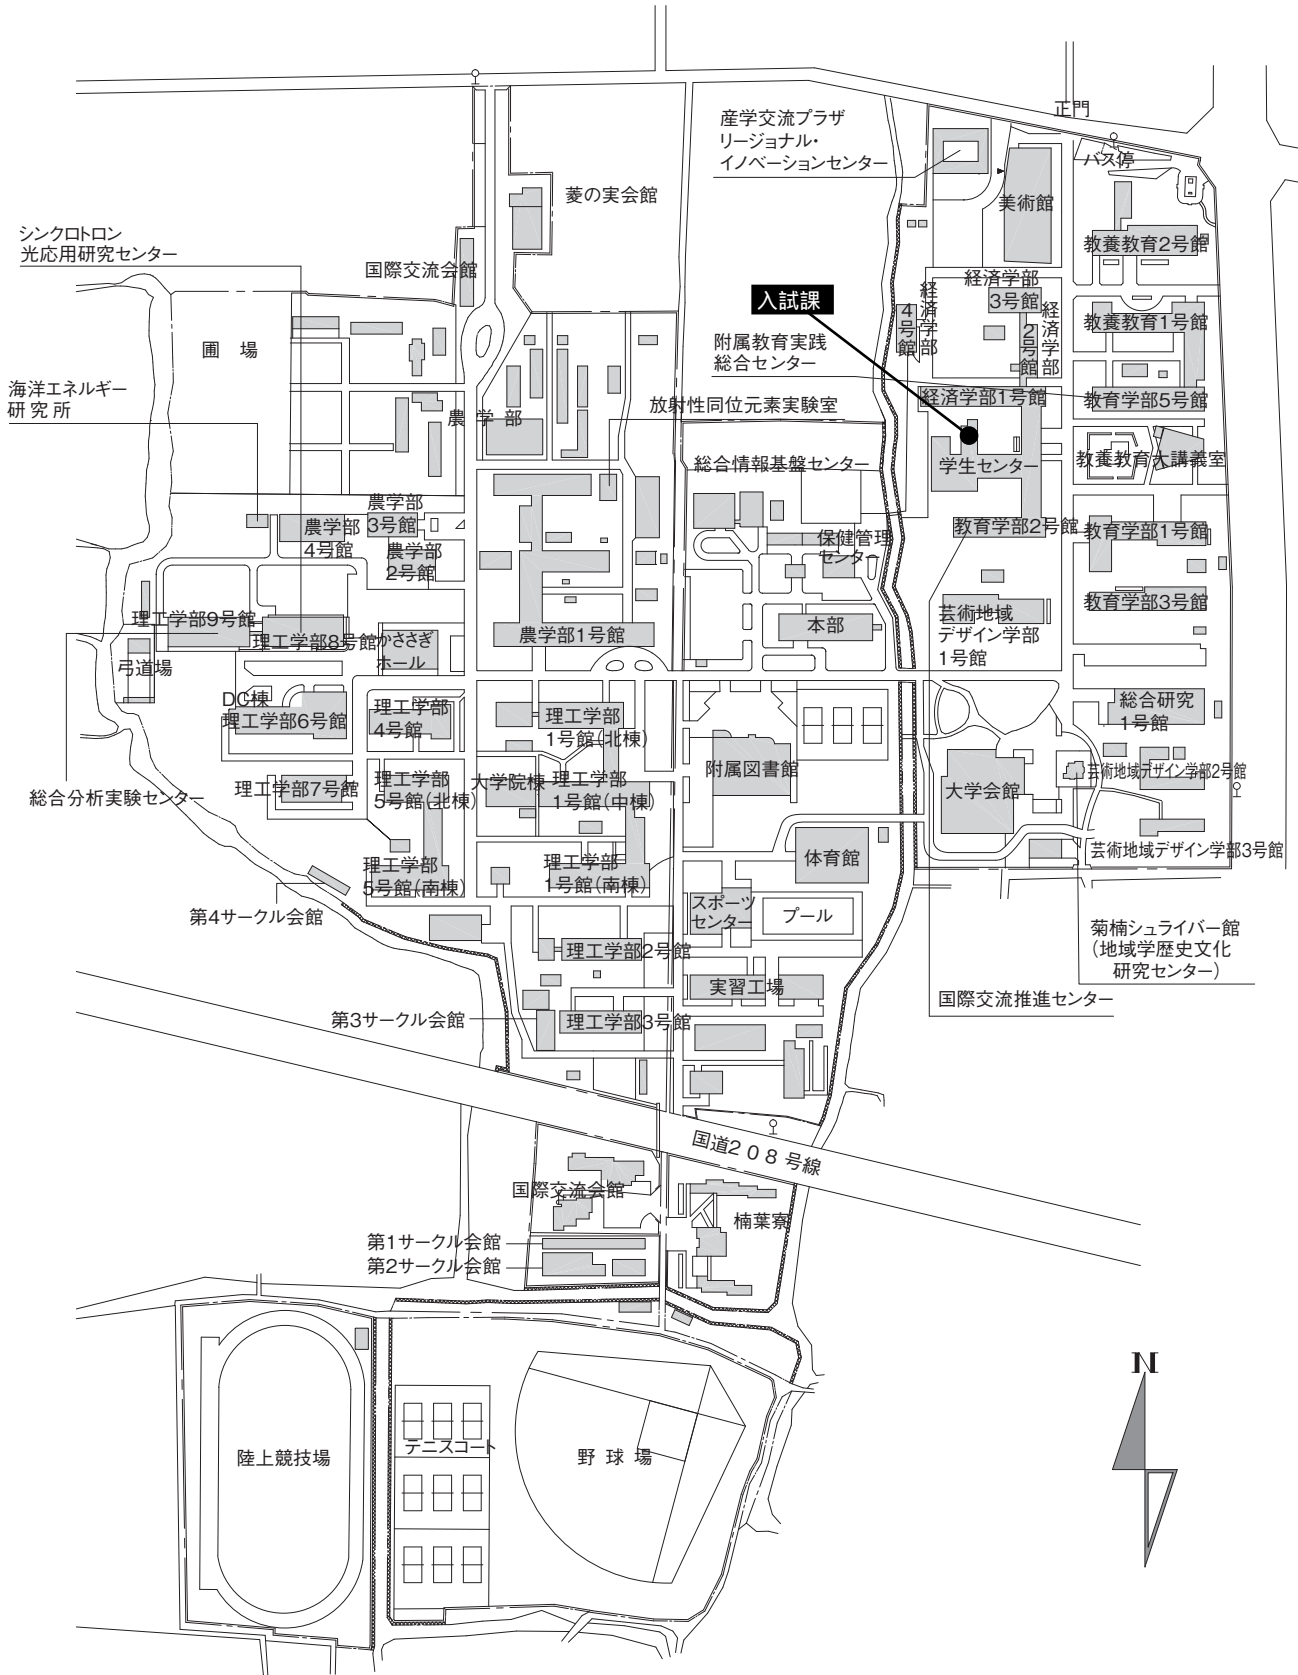 正門
産学交流プラザ
リージョナル・
イノベーションセンター
バス停
美術館
菱の実会館
シンクロトロン
光応用研究センター
国際交流会館
教養教育2号館
経済学部
3号館
入試課
経済学部
4号館
経済学部
2号館
教養教育1号館
圃 場
附属教育実践
総合センター
海洋エネルギー
研究所
経済学部1号館
教育学部5号館
農 学 部
放射性同位元素実験室
総合情報基盤センター
学生センター
教養教育大講義室
農学部
3号館
農学部
4号館
農学部
2号館
保健管理
センター
教育学部2号館
教育学部1号館
教育学部3号館
理工学部9号館
理工学部8号館
かささぎ
ホール
農学部1号館
本部
芸術地域
デザイン学部
1号館
弓道場
DC棟
理工学部6号館
理工学部
4号館
理工学部
1号館(北棟)
総合研究
1号館
附属図書館
芸術地域デザイン学部2号館
総合分析実験センター
理工学部7号館
理工学部
5号館(北棟)
大学院棟
理工学部
1号館(中棟)
大学会館
体育館
芸術地域デザイン学部3号館
理工学部
5号館(南棟)
理工学部
1号館(南棟)
第4サークル会館
スポーツ
センター
プール
菊楠シュライバー館
(地域学歴史文化
研究センター)
理工学部2号館
実習工場
国際交流推進センター
第3サークル会館
理工学部3号館
国道208号線
国際交流会館
楠葉寮
第1サークル会館
第2サークル会館
N
陸上競技場
テニスコート
野 球 場